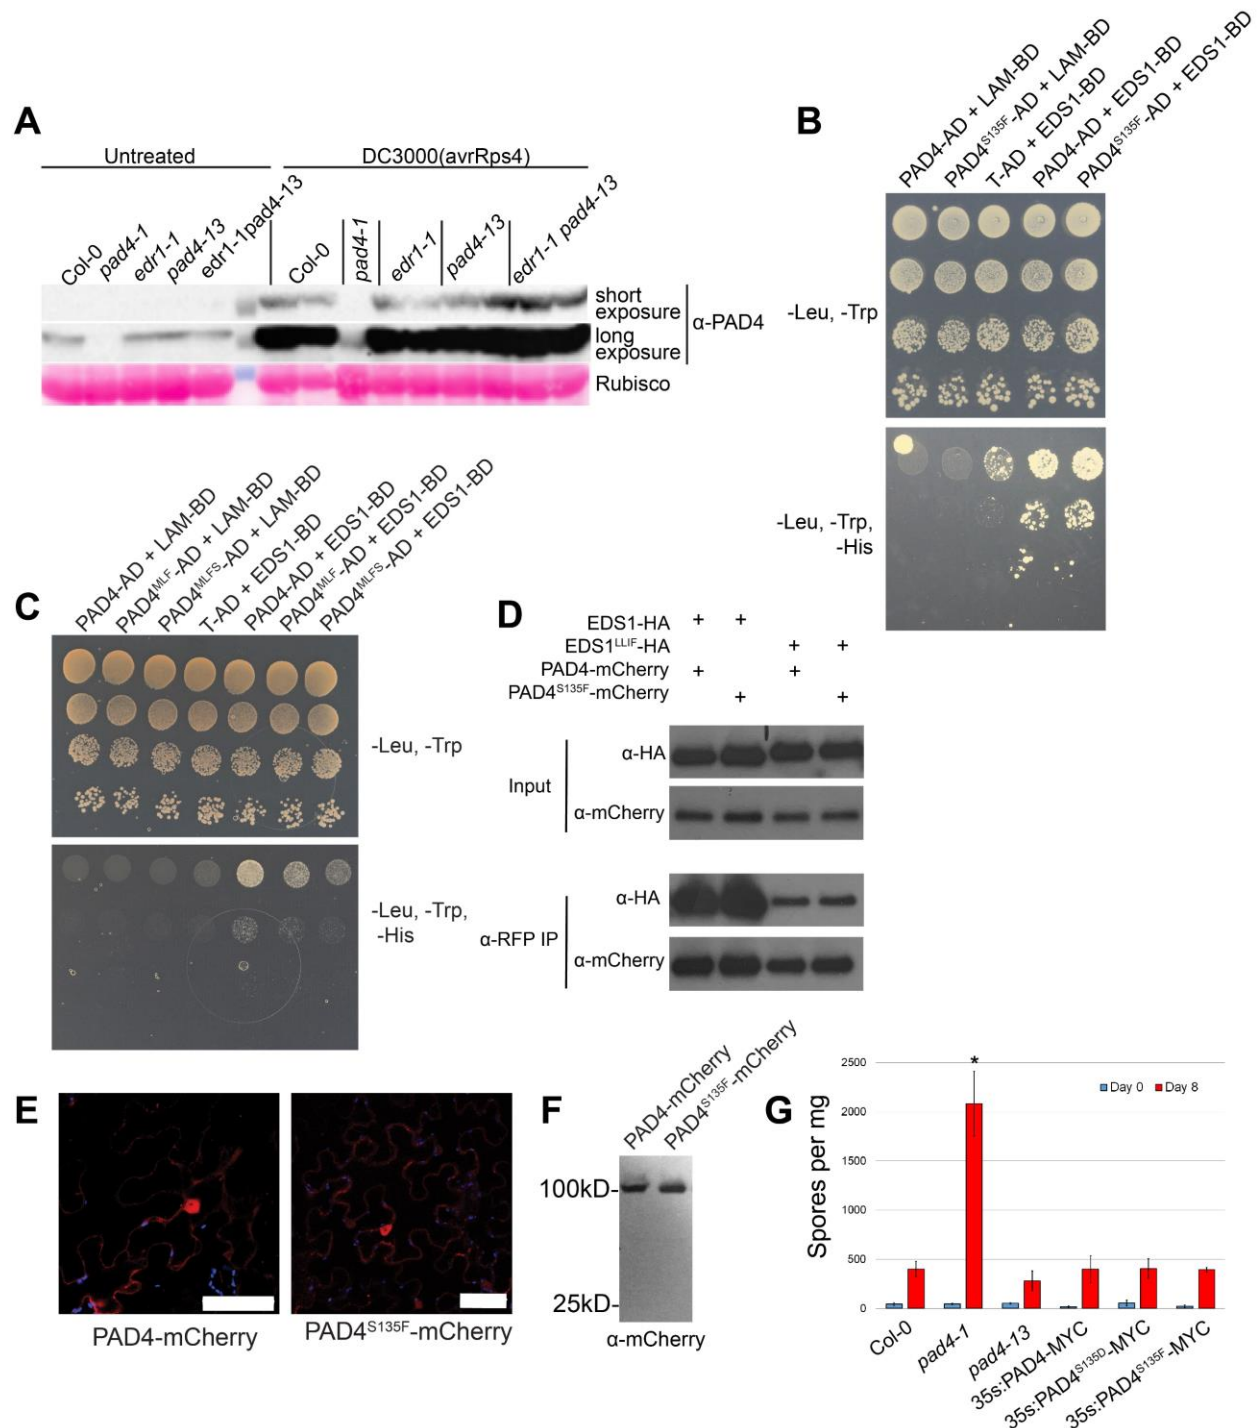 A
Untreated
DC3000(avrRps4)
Col-0
pad4-1
edr1-1
pad4-13
edr1-1pad4-13
Col-0
pad4-1
edr1-1
pad4-13
edr1-1 pad4-13
short
exposure
long
exposure
α-PAD4
Rubisco
B
PAD4-AD + LAM-BD
PAD4S135F-AD + LAM-BD
T-AD + EDS1-BD
PAD4-AD + EDS1-BD
PAD4S135F-AD + EDS1-BD
-Leu, -Trp
-Leu, -Trp,
-His
C
PAD4-AD + LAM-BD
PAD4MLF-AD + LAM-BD
PAD4MLFS-AD + LAM-BD
T-AD + EDS1-BD
PAD4-AD + EDS1-BD
PAD4MLF-AD + EDS1-BD
PAD4MLFS-AD + EDS1-BD
-Leu, -Trp
-Leu, -Trp,
-His
D
EDS1-HA + +
EDS1LLIF-HA + +
PAD4-mCherry + +
PAD4S135F-mCherry + +
Input
α-HA
α-mCherry
α-RFP IP
α-HA
α-mCherry
E
PAD4-mCherry
PAD4S135F-mCherry
F
PAD4-mCherry
PAD4S135F-mCherry
100kD-
25kD-
α-mCherry
G
Spores per mg
2500
2000
1500
1000
500
0
*
Day 0
Day 8
Col-0
pad4-1
pad4-13
35s:PAD4-MYC
35s:PAD4S135D-MYC
35s:PAD4S135F-MYC